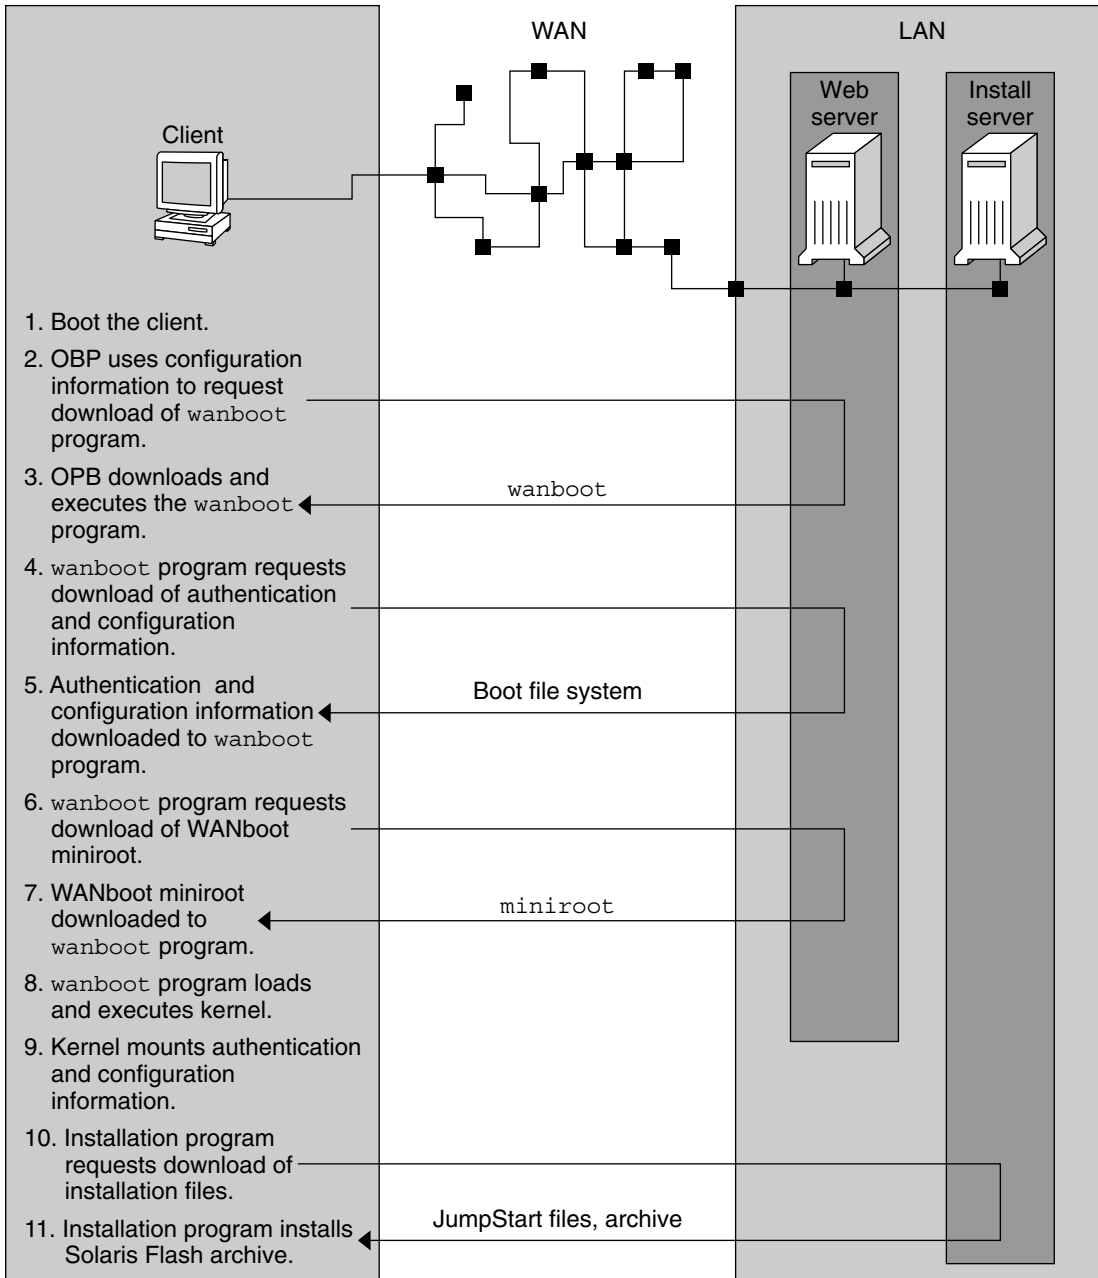 WAN
LAN
Client
Web
server
Install
server
1. Boot the client.
2. OBP uses configuration
information to request
download of wanboot
program.
3. OPB downloads and
executes the wanboot
program.
wanboot
4. wanboot program requests
download of authentication
and configuration
information.
5. Authentication and
configuration information
downloaded to wanboot
program.
Boot file system
6. wanboot program requests
download of WANboot
miniroot.
7. WANboot miniroot
downloaded to
wanboot program.
miniroot
8. wanboot program loads
and executes kernel.
9. Kernel mounts authentication
and configuration
information.
10. Installation program
requests download of
installation files.
11. Installation program installs
Solaris Flash archive.
JumpStart files, archive